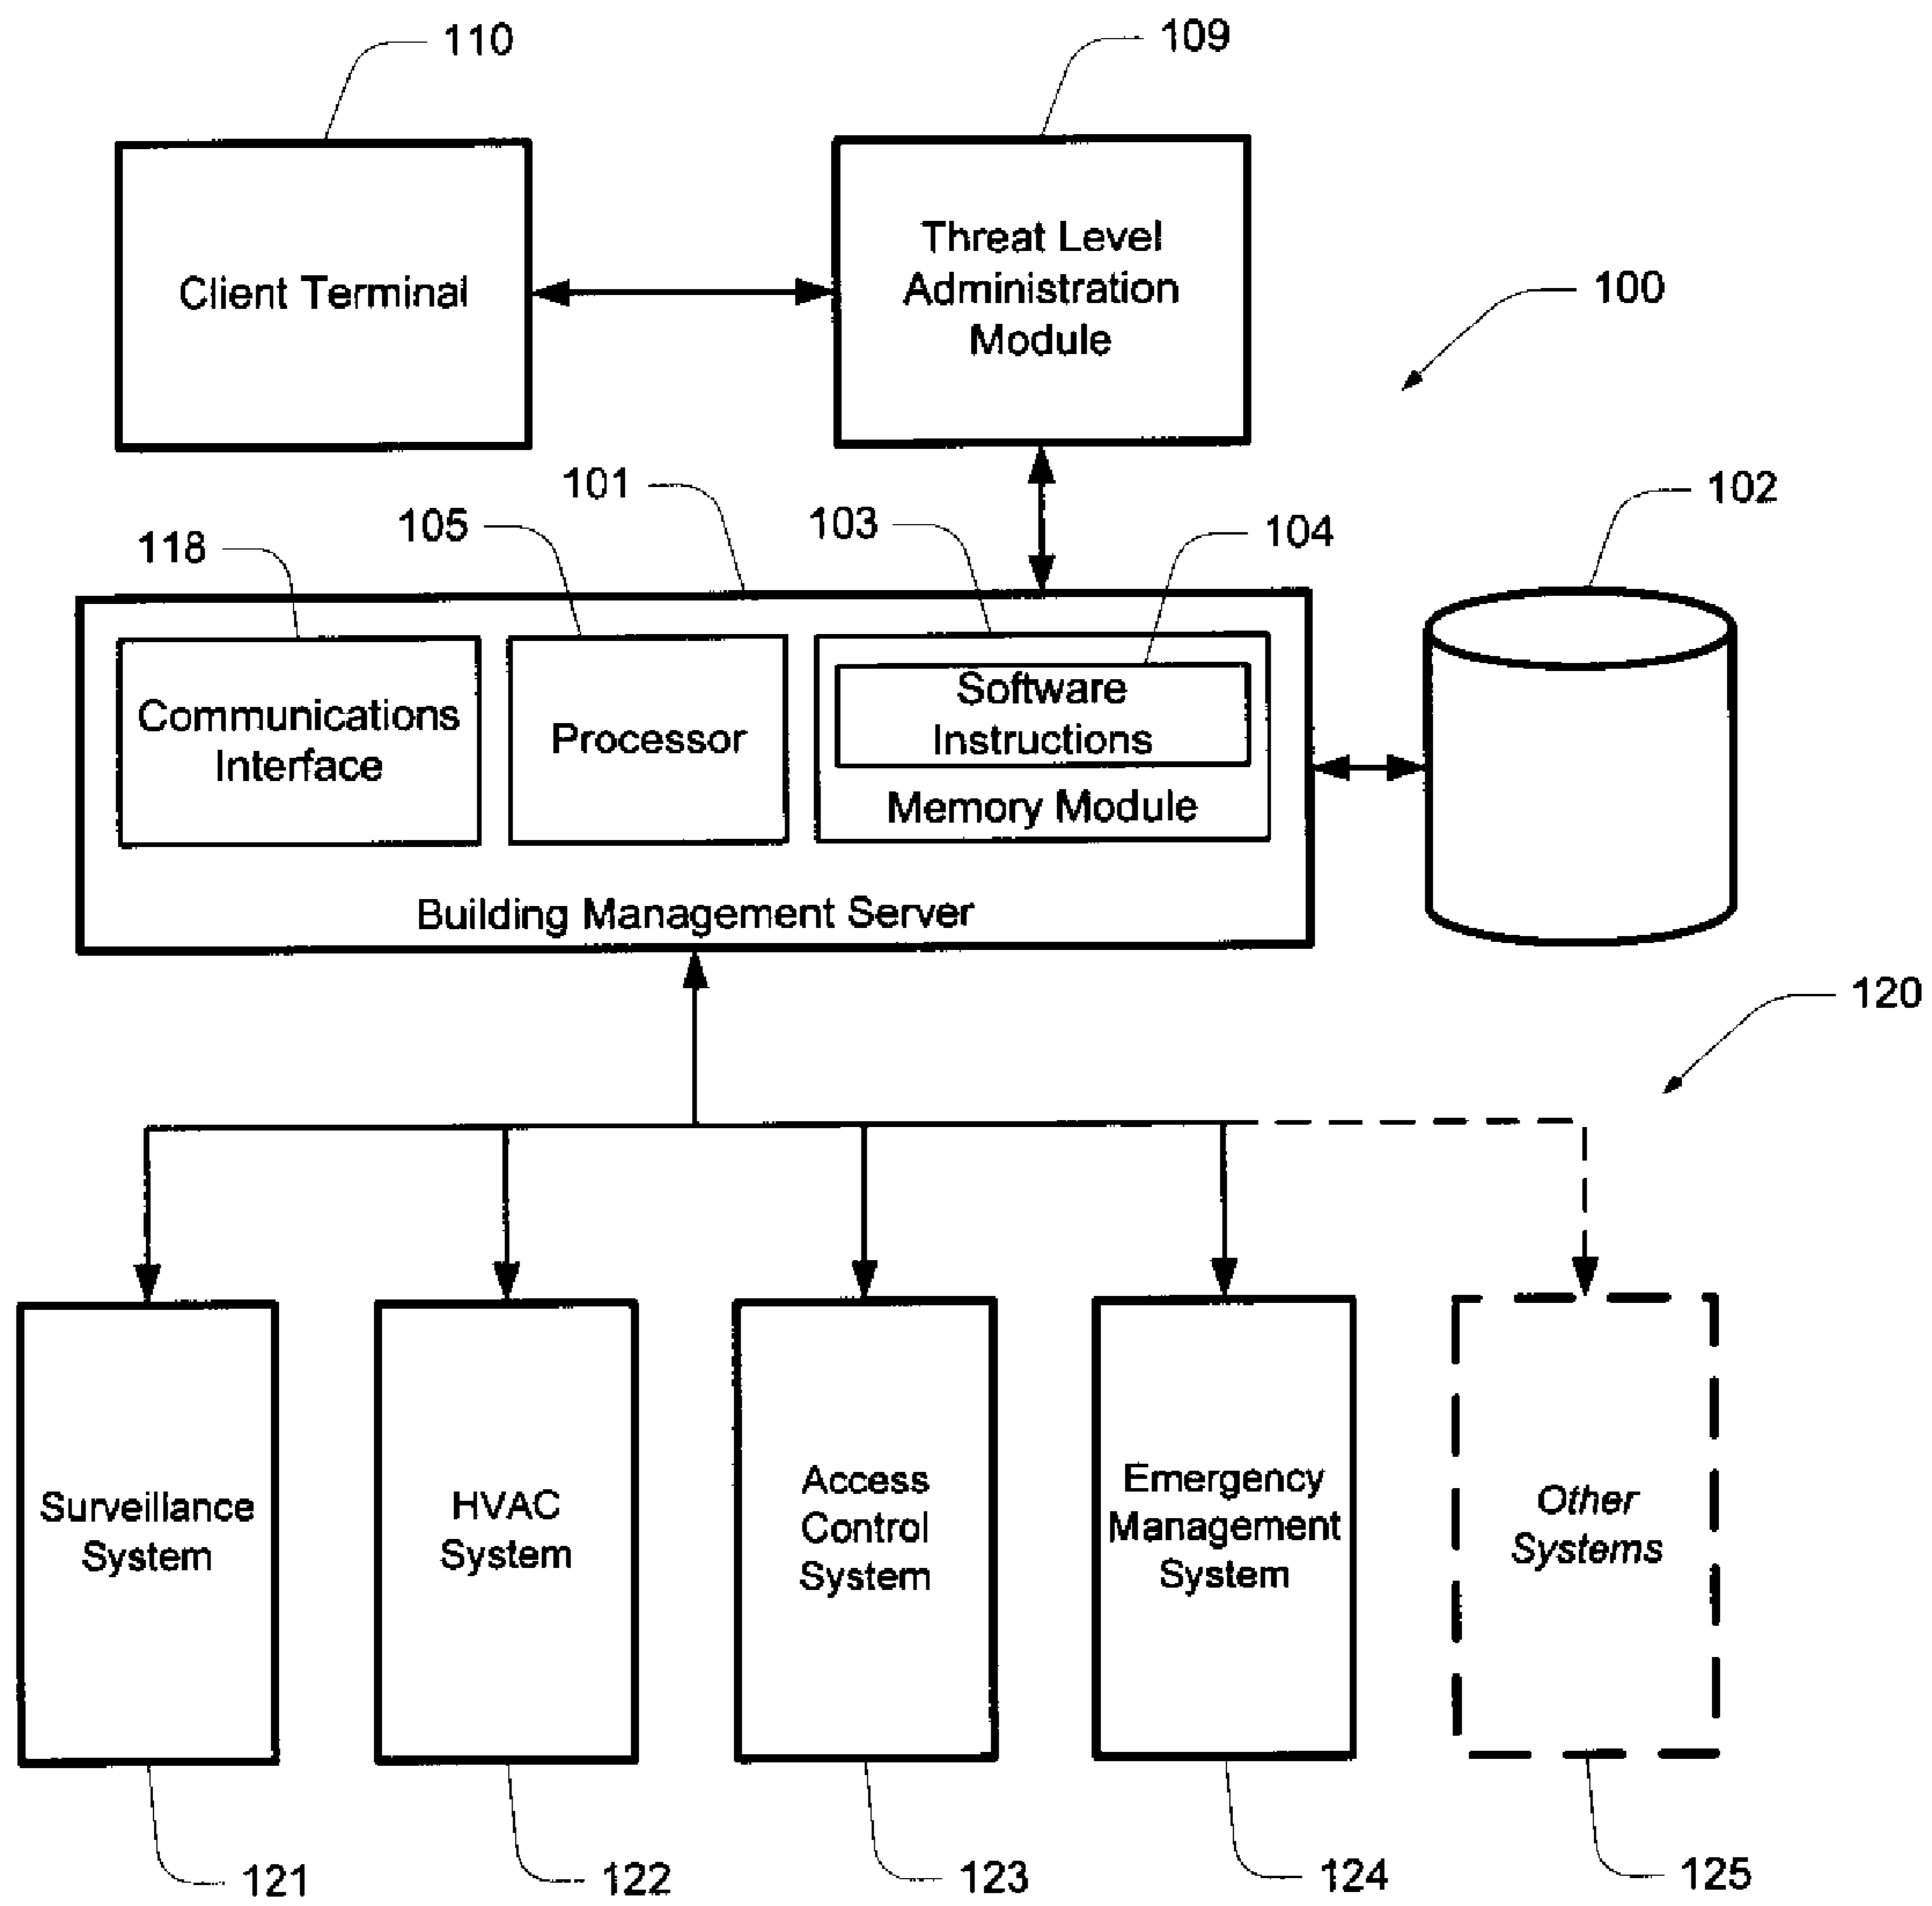 110
109
Client Terminal
Threat Level
Administration
Module
100
101
102
105
103
104
118
Communications
Interface
Processor
Software
Instructions
Memory Module
Building Management Server
120
Surveillance
System
HVAC
System
Access
Control
System
Emergency
Management
System
Other
Systems
121
122
123
124
125